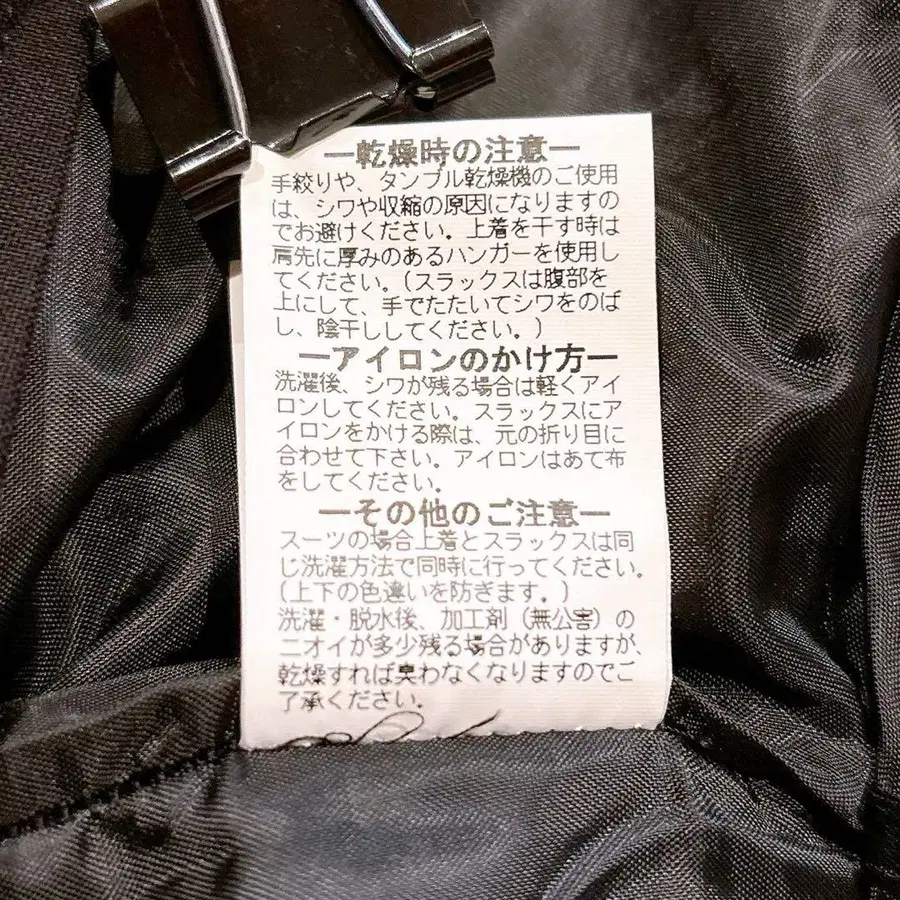 ー乾燥時の注意ー
手絞りや、タンブル乾燥機のご使用
は、シワや収縮の原因になりますの
でお避けください。上着を干す時は
肩先に厚みのあるハンガーを使用し
てください。(スラックスは腹部を
上にして、手でたたいてシワをのば
し、陰干ししてください。)
ーアイロンのかけ方ー
洗濯後、シワが残る場合は軽くアイ
ロンしてください。スラックスにア
イロンをかける際は、元の折り目に
合わせて下さい。アイロンはあて布
をしてください。
ーその他のご注意ー
スーツの場合上着とスラックスは同
じ洗濯方法で同時に行ってください。
(上下の色違いを防ぎます。)
洗濯・脱水後、加工剤(無公害)の
ニオイが多少残る場合がありますが、
乾燥すれば臭わなくなりますのでご
了承ください。